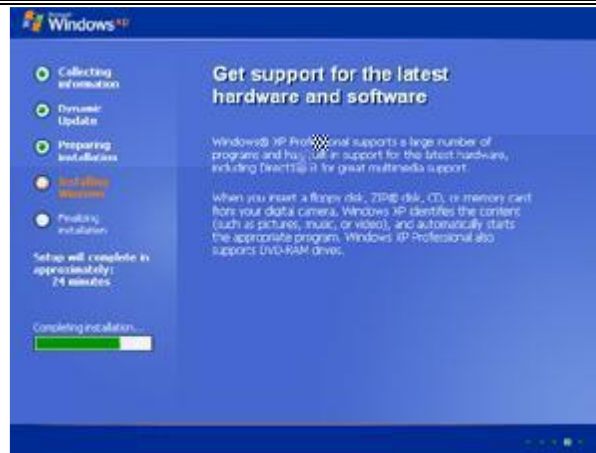 Windows xp
Collecting
information
Dynamic
Update
Preparing
installation
Installing
Windows
Finalizing
installation
Setup will complete in
approximately:
24 minutes
Completing installation...
Get support for the latest
hardware and software
Windows® XP supports a large number of
programs and has in support for the latest hardware,
including for great multimedia support.
When you insert a floppy disk, ZIP® disk, CD, or memory card
from your digital camera, Windows XP identifies the content
(such as pictures, music, or video), and automatically starts
the appropriate program. Windows XP Professional also
supports DVD-RAM drives.